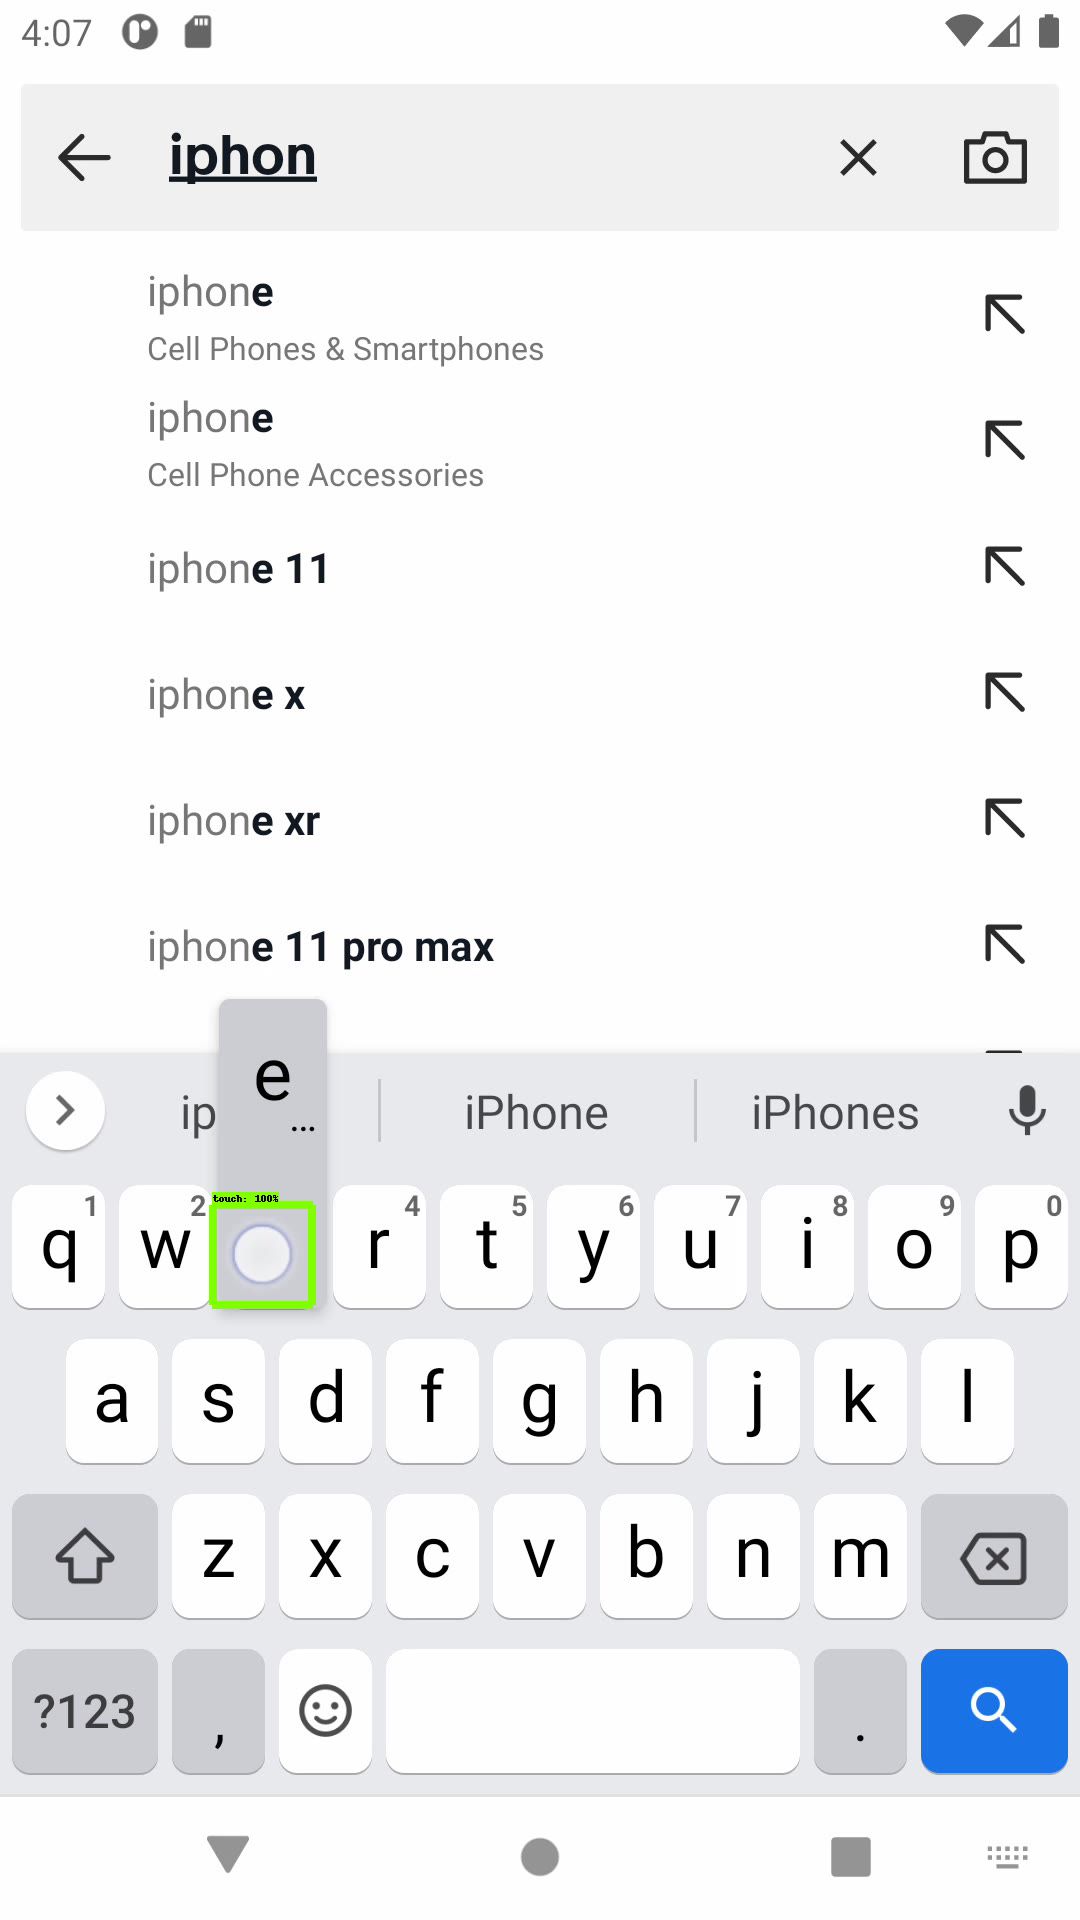 4:07
iphon
iphone
Cell Phones & Smartphones
iphone
Cell Phone Accessories
iphone 11
iphone x
iphone xr
iphone 11 pro max
e
...
ip
iPhone
iPhones
touch: 100%
1 2 4 5 6 7 8 9 0
q w r t y u i o p
a s d f g h j k l
z x c v b n m
?123 , .